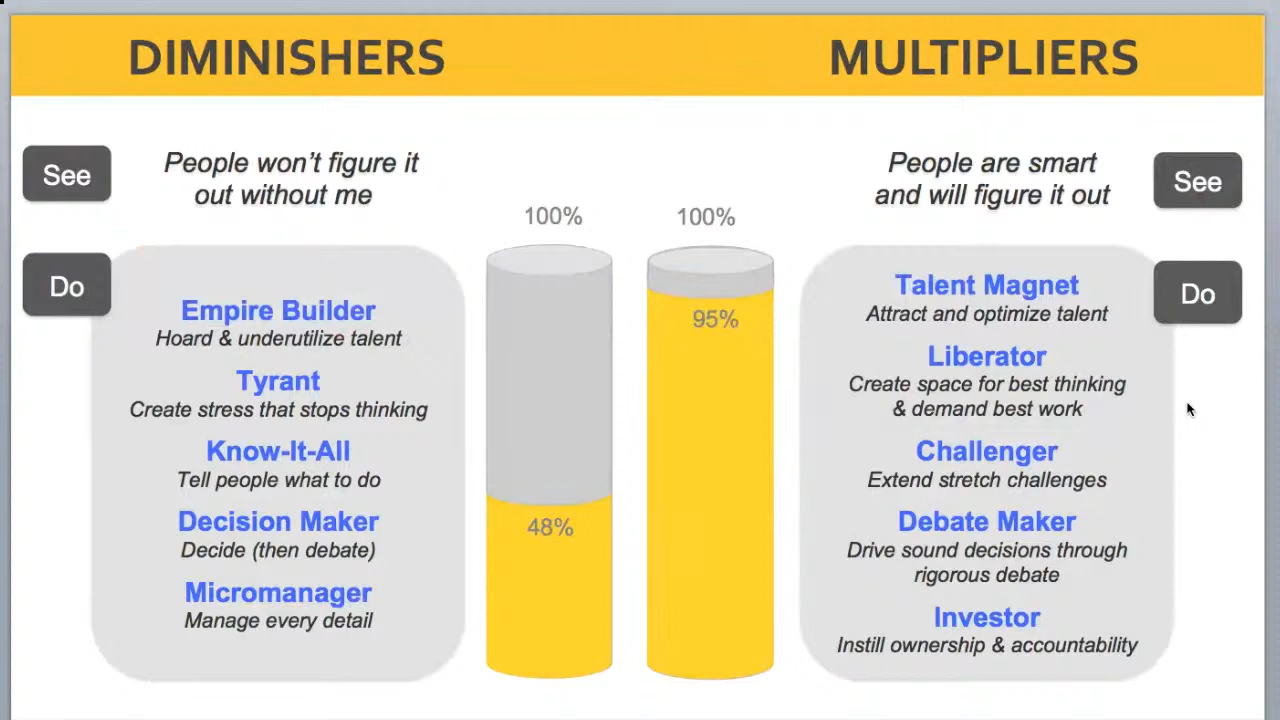 DIMINISHERS
MULTIPLIERS
See
People won't figure it
out without me
Do
Empire Builder
Hoard & underutilize talent
Tyrant
Create stress that stops thinking
Know-It-All
Tell people what to do
Decision Maker
Decide (then debate)
Micromanager
Manage every detail
100%
48%
100%
95%
People are smart
and will figure it out
See
Do
Talent Magnet
Attract and optimize talent
Liberator
Create space for best thinking
& demand best work
Challenger
Extend stretch challenges
Debate Maker
Drive sound decisions through
rigorous debate
Investor
Instill ownership & accountability